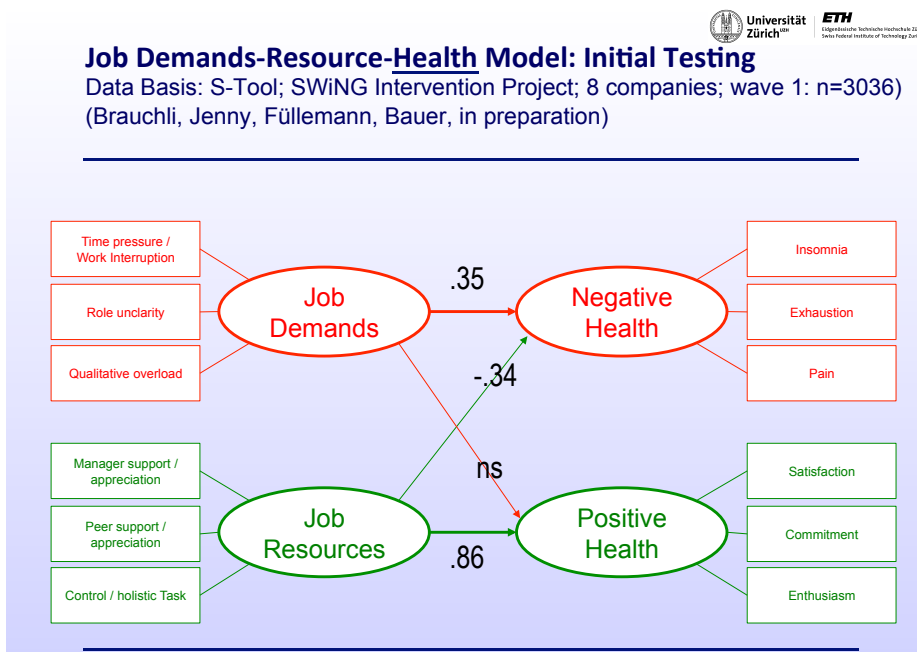 Universität
Zürich UZH
ETH
Eidgenössische Technische Hochschule
Swiss Federal Institute of Technology
Job Demands-Resource-Health Model: Initial Testing
Data Basis: S-Tool; SWiNG Intervention Project; 8 companies; wave 1: n=3036)
(Brauchli, Jenny, Füllemann, Bauer, in preparation)
Time pressure /
Work Interruption
Role unclarity
Qualitative overload
Job
Demands
.35
Negative
Health
Insomnia
Exhaustion
Pain
-.34
ns
Manager support /
appreciation
Peer support /
appreciation
Control / holistic Task
Job
Resources
.86
Positive
Health
Satisfaction
Commitment
Enthusiasm